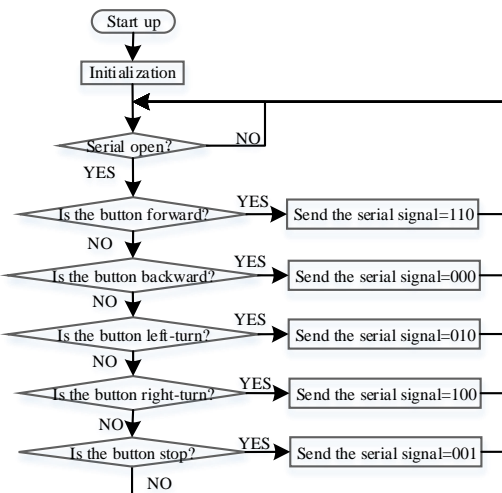 Start up
Initialization
Serial open?
NO
YES
Is the button forward?
YES
Send the serial signal=110
NO
Is the button backward?
YES
Send the serial signal=000
NO
Is the button left-turn?
YES
Send the serial signal=010
NO
Is the button right-turn?
YES
Send the serial signal=100
NO
Is the button stop?
YES
Send the serial signal=001
NO